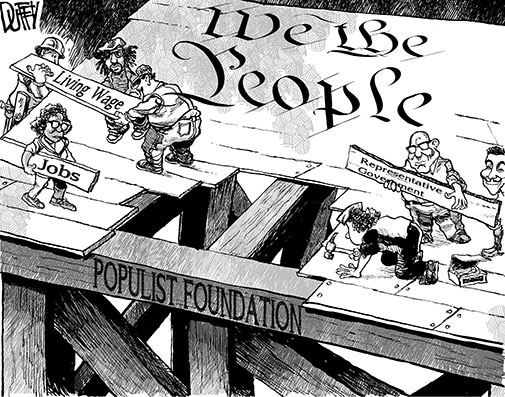 DUFFY
We the
People
Living Wage
Jobs
Representative
Government
POPULIST FOUNDATION